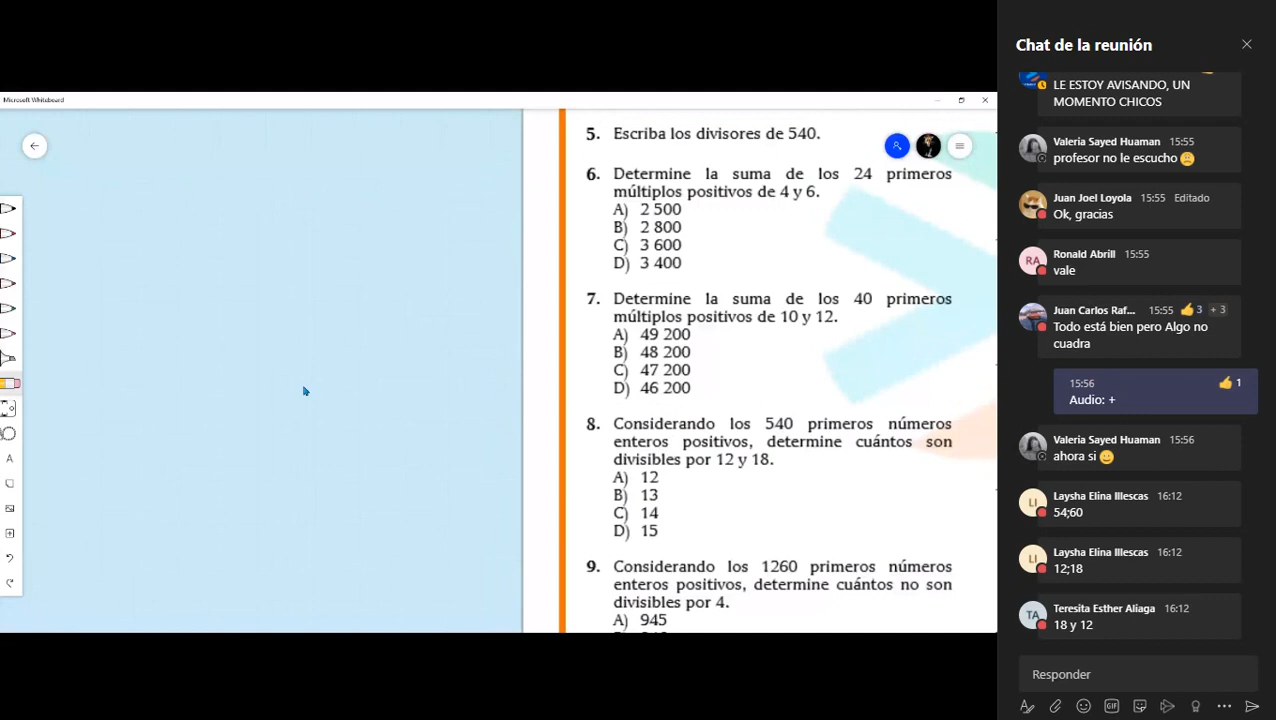 Microsoft Whiteboard
5. Escriba los divisores de 540.
6. Determine la suma de los 24 primeros
múltiplos positivos de 4 y 6.
A) 2 500
B) 2 800
C) 3 600
D) 3 400
7. Determine la suma de los 40 primeros
múltiplos positivos de 10 y 12.
A) 49 200
B) 48 200
C) 47 200
D) 46 200
8. Considerando los 540 primeros números
enteros positivos, determine cuántos son
divisibles por 12 y 18.
A) 12
B) 13
C) 14
D) 15
9. Considerando los 1260 primeros números
enteros positivos, determine cuántos no son
divisibles por 4.
A) 945
Chat de la reunión
LE ESTOY AVISANDO, UN
MOMENTO CHICOS
Valeria Sayed Huaman 15:55
profesor no le escucho
Juan Joel Loyola 15:55 Editado
Ok, gracias
RA
Ronald Abrill 15:55
vale
Juan Carlos Raf... 15:55 3 + 3
Todo está bien pero Algo no
cuadra
15:56 1
Audio: +
Valeria Sayed Huaman 15:56
ahora si
LI
Laysha Elina Illescas 16:12
54;60
LI
Laysha Elina Illescas 16:12
12;18
TA
Teresita Esther Aliaga 16:12
18 y 12
Responder
GIF